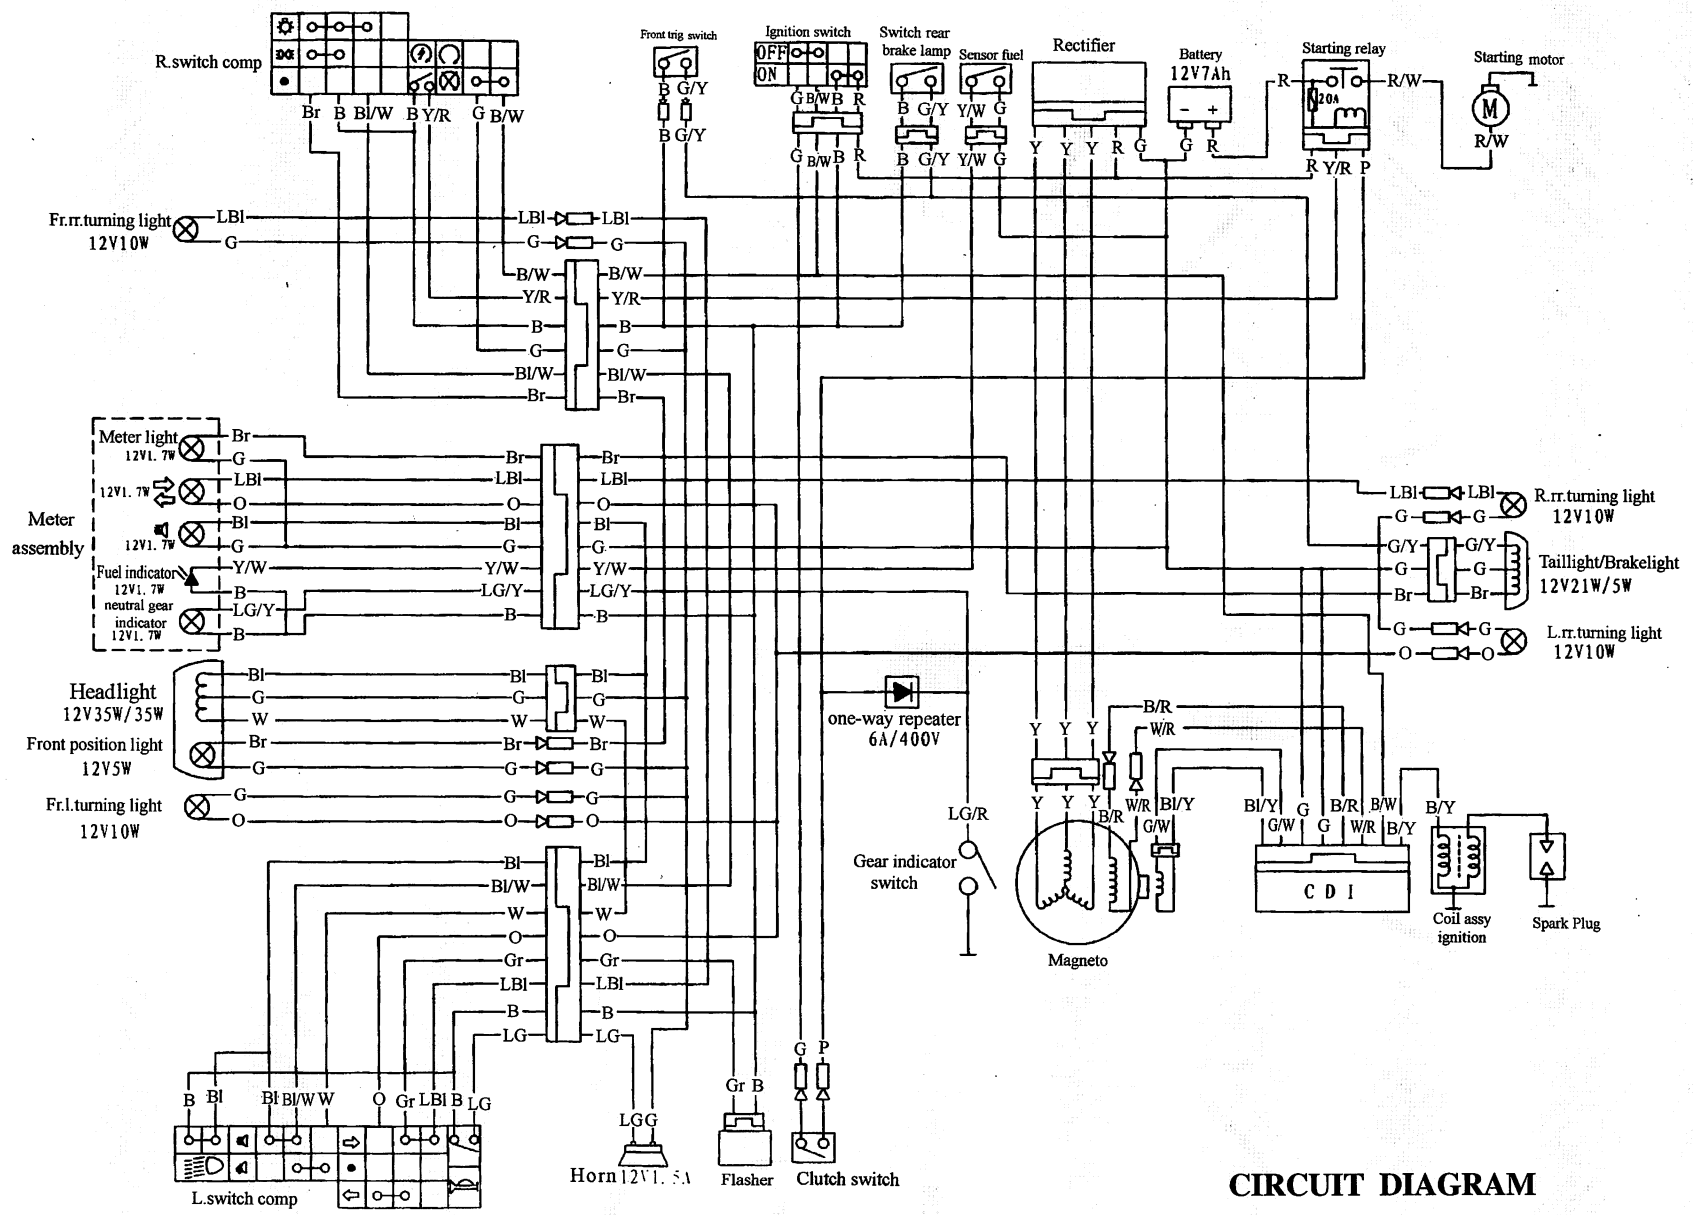 R.switch comp
Br B Bl/W B Y/R G B/W
Front trig switch
B G/Y
B G/Y
Ignition switch
OFF
ON
G B/W B R
G B/W B R
Switch rear
brake lamp
B G/Y
B G/Y
Sensor fuel
Y/W G
Y/W G
Rectifier
Y Y Y R G
Battery
12V7Ah
- +
G R
Starting relay
R
20A
R/W
R Y/R P
Starting motor
M
R/W
Fr.rr.turning light
12V10W
LBl LBl LBl
G G G
B/W B/W
Y/R Y/R
B B
G G
Bl/W Bl/W
Br Br
Meter
assembly
Meter light
12V1.7W
12V1.7W
12V1.7W
Fuel indicator
12V1.7W
neutral gear
indicator
12V1.7W
Br Br Br
G
LBl LBl LBl
O O O
Bl Bl Bl
G G G
Y/W Y/W Y/W
B
LG/Y LG/Y LG/Y
B B B
LBl LBl
G G
R.rr.turning light
12V10W
G/Y G/Y
G G
Br Br
Taillight/Brakelight
12V21W/5W
G G
O O
L.rr.turning light
12V10W
Headlight
12V35W/35W
Bl Bl Bl
G G G
W W W
Front position light
12V5W
Br Br Br
G G G
Fr.l.turning light
12V10W
G G G
O O O
one-way repeater
6A/400V
LG/R
Gear indicator
switch
Y Y Y
B/R
W/R
Y Y Y B/R W/R G/W Bl/Y
Magneto
Bl/Y G/W G G B/R W/R B/W B/Y
C D I
B/Y
Coil assy
ignition
Spark Plug
Bl Bl
Bl/W Bl/W
W W
O O
Gr Gr
LBl LBl
B B
LG LG
B Bl Bl Bl/W W O Gr LBl B LG
L.switch comp
LG G
Horn 12V1.5A
Gr B
Flasher
G P
Clutch switch
CIRCUIT DIAGRAM